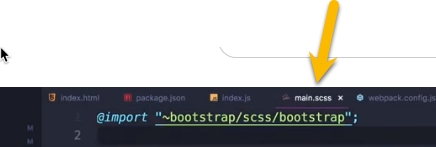 index.html package.json index.js main.scss × webpack.config.js
1 @import "~bootstrap/scss/bootstrap";
M 2
M